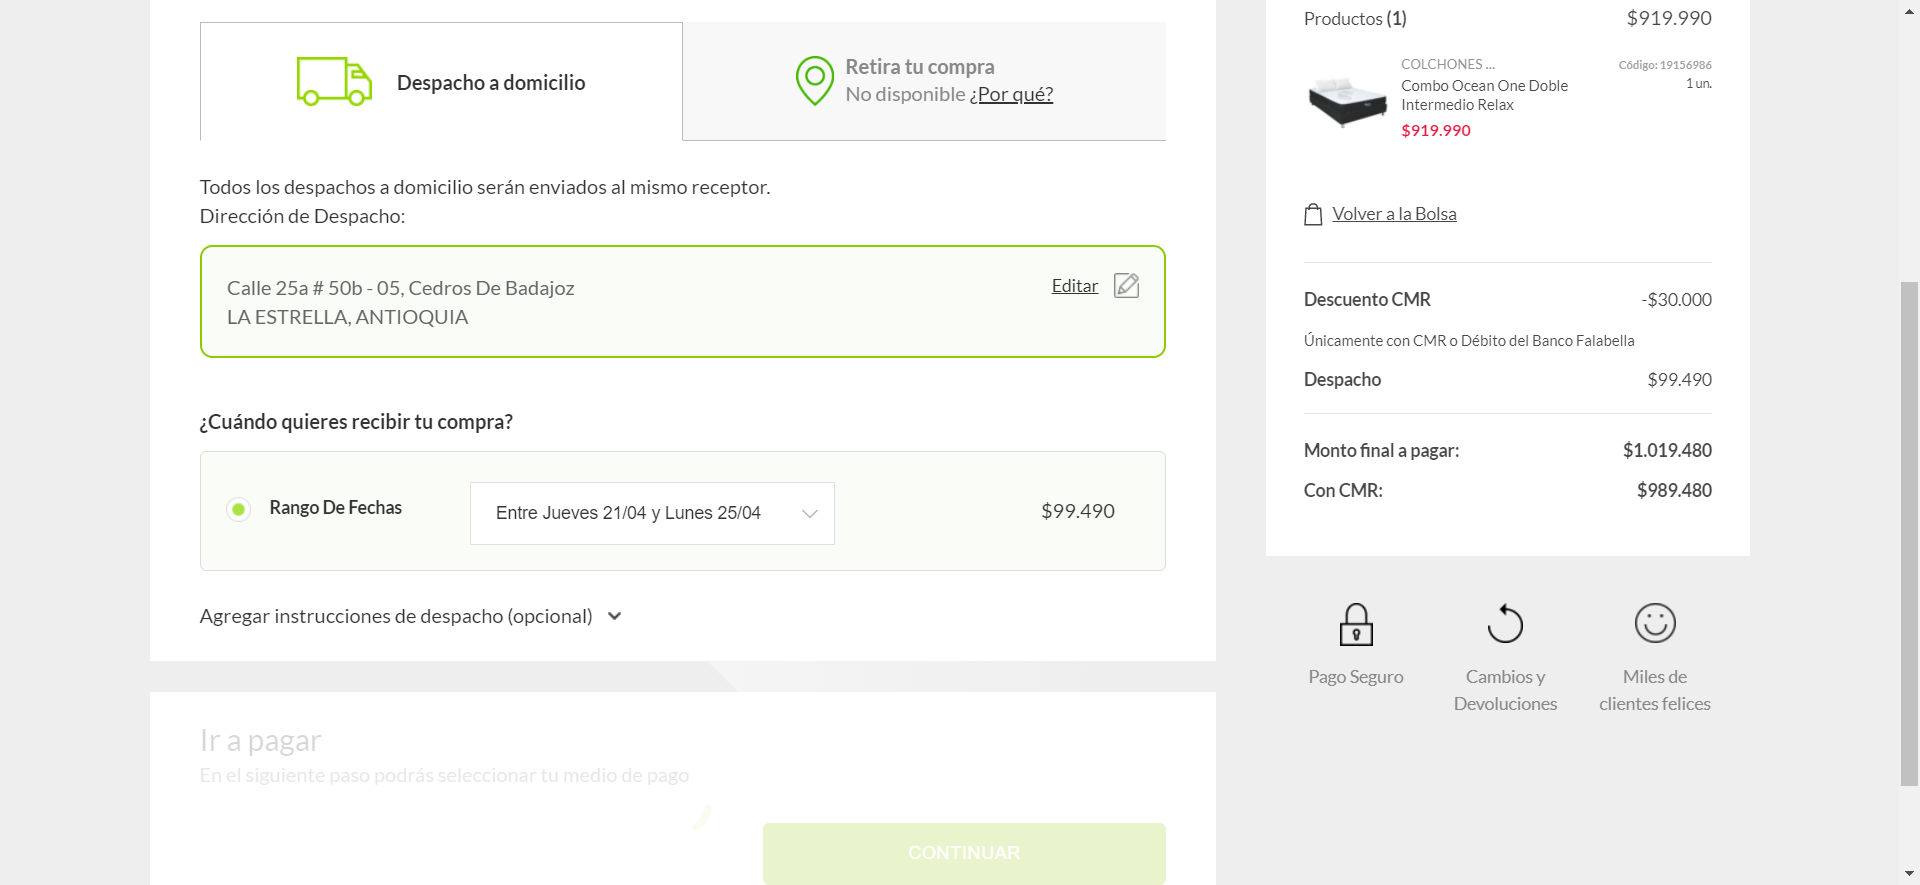 Despacho a domicilio
Retira tu compra
No disponible ¿Por qué?
Todos los despachos a domicilio serán enviados al mismo receptor.
Dirección de Despacho:
Calle 25a # 50b - 05, Cedros De Badajoz
LA ESTRELLA, ANTIOQUIA
Editar
¿Cuándo quieres recibir tu compra?
Rango De Fechas
Entre Jueves 21/04 y Lunes 25/04
$99.490
Agregar instrucciones de despacho (opcional)
Ir a pagar
En el siguiente paso podrás seleccionar tu medio de pago
CONTINUAR
Productos (1) $919.990
COLCHONES ...
Código: 19156986
Combo Ocean One Doble
Intermedio Relax
1 un.
$919.990
Volver a la Bolsa
Descuento CMR -$30.000
Únicamente con CMR o Débito del Banco Falabella
Despacho $99.490
Monto final a pagar: $1.019.480
Con CMR: $989.480
Pago Seguro
Cambios y
Devoluciones
Miles de
clientes felices